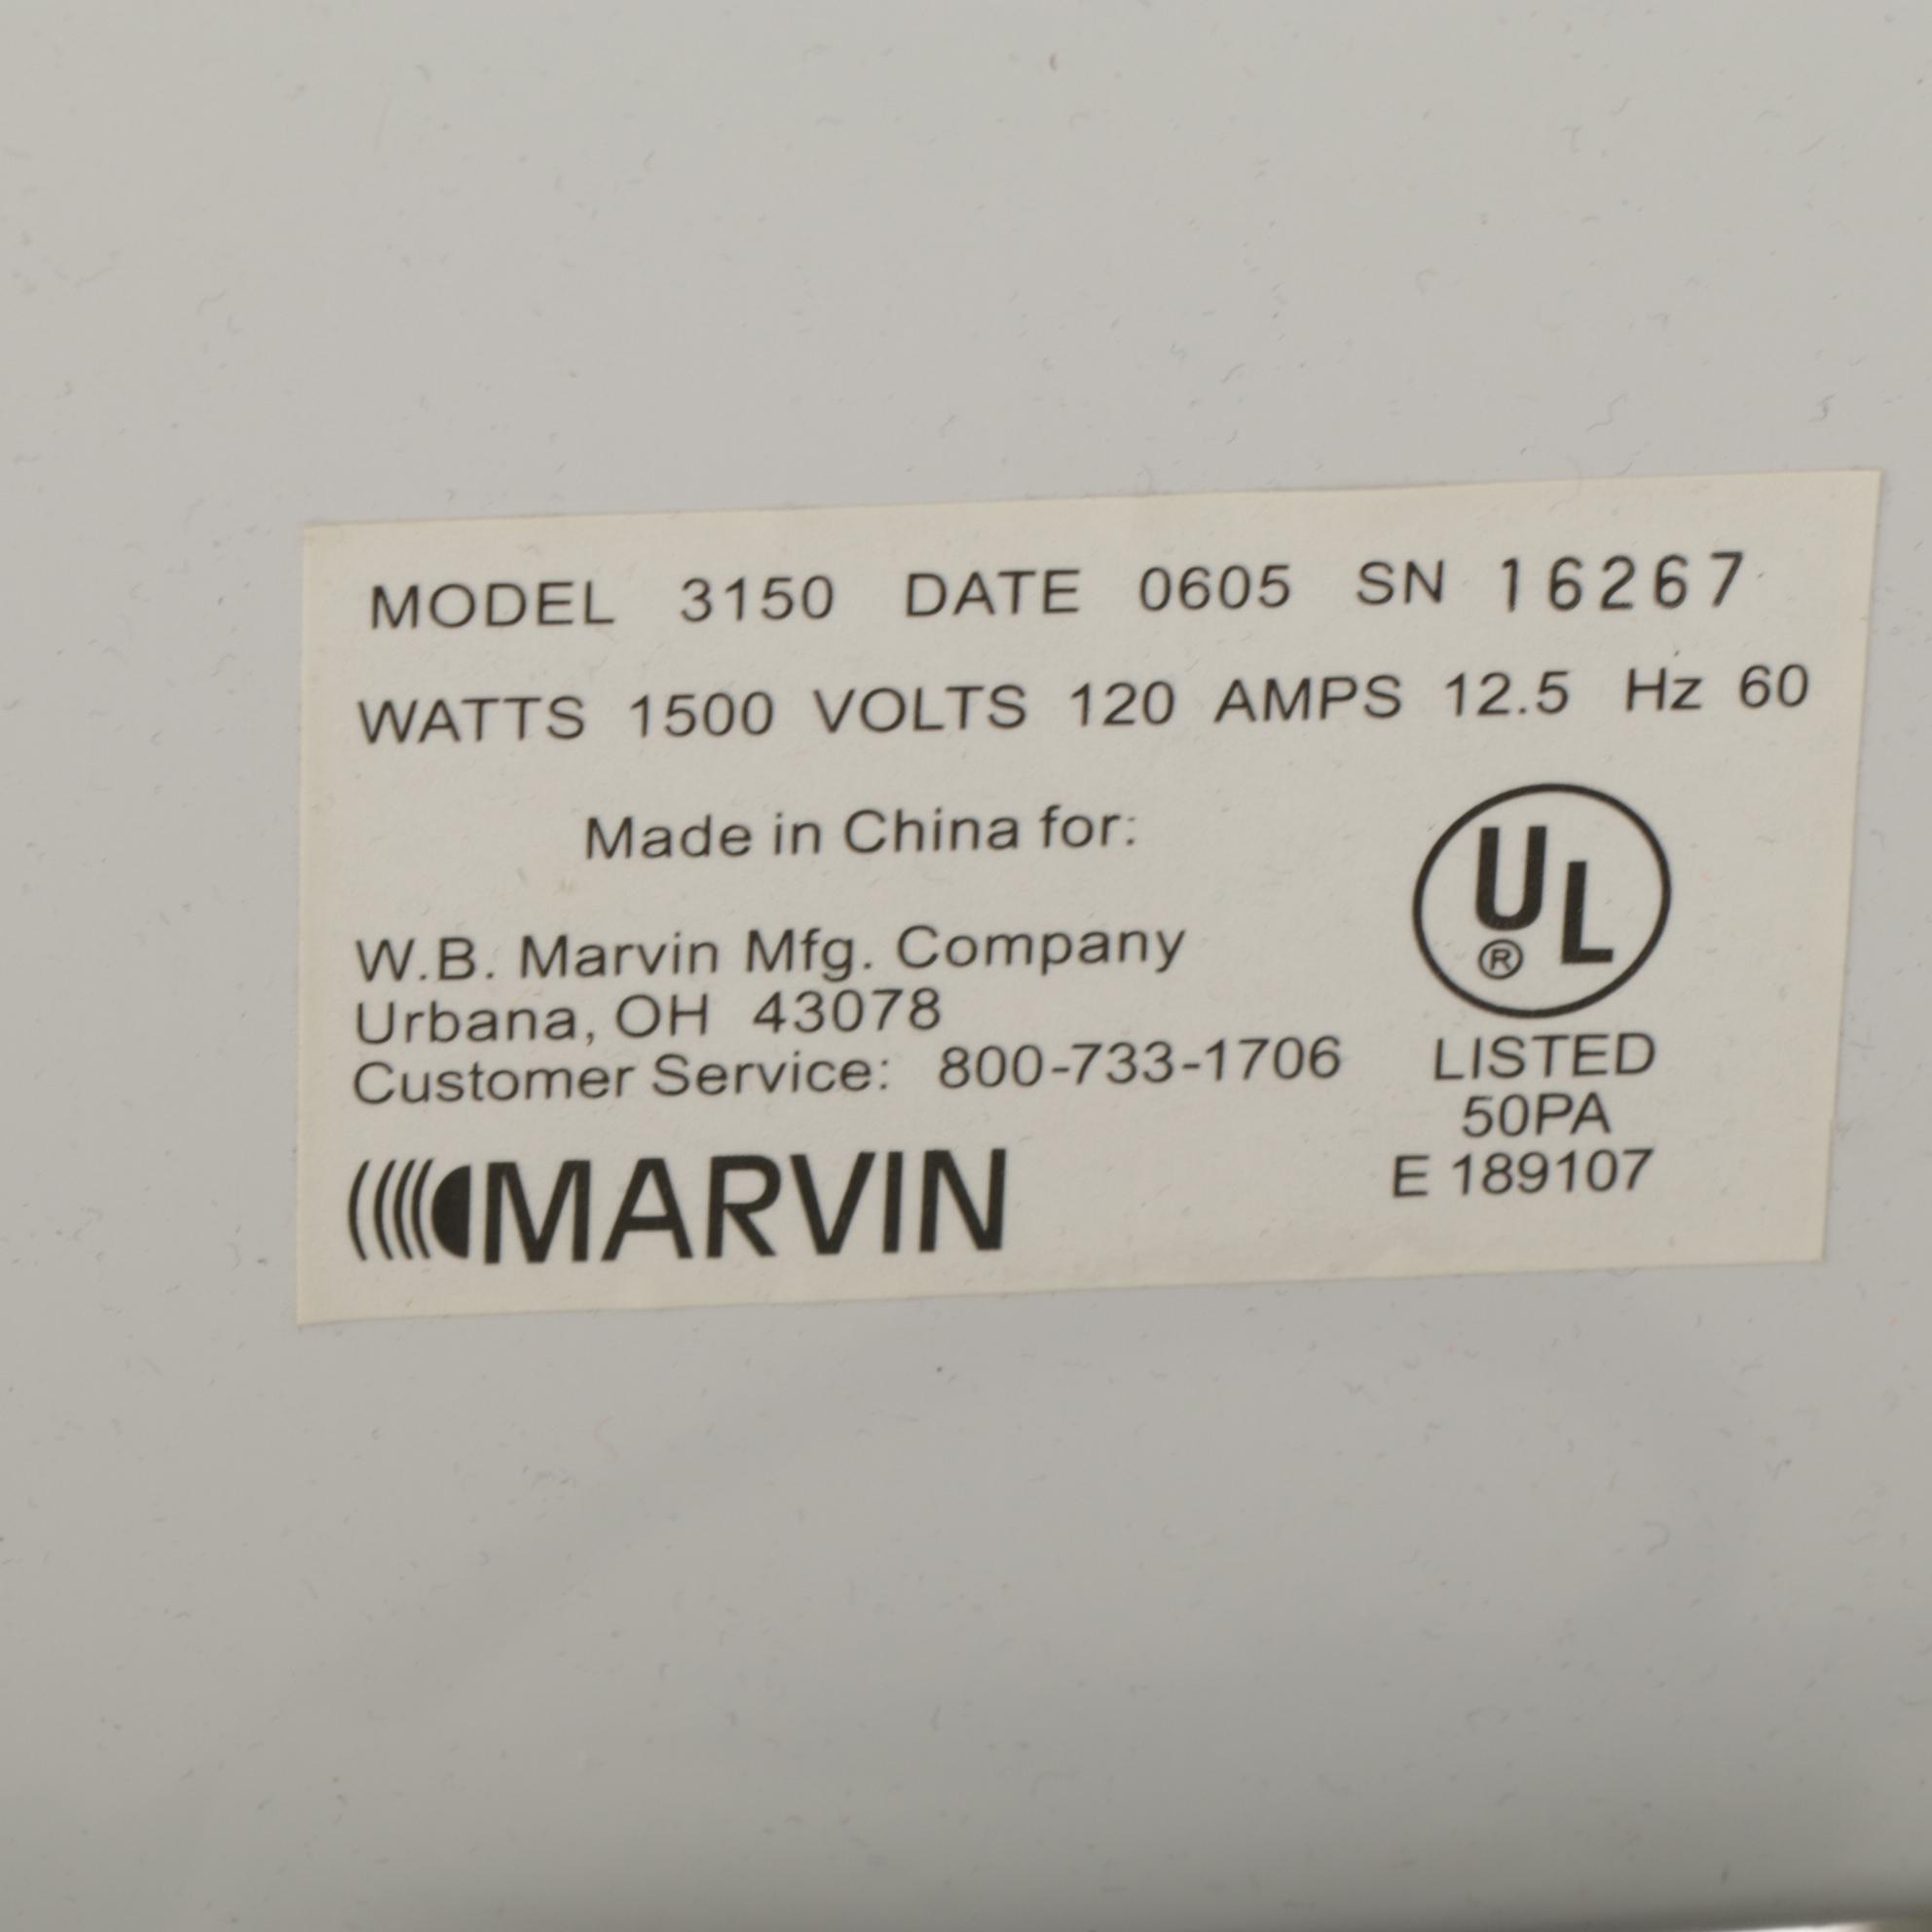 MODEL 3150 DATE 0605 SN 16267
WATTS 1500 VOLTS 120 AMPS 12.5 Hz 60
Made in China for:
W.B. Marvin Mfg. Company
Urbana, OH 43078
Customer Service: 800-733-1706
MARVIN
UL
®
LISTED
50PA
E 189107